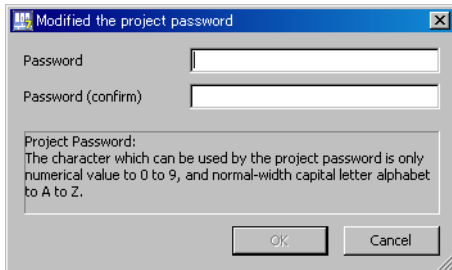 Modified the project password
Password
Password (confirm)
Project Password:
The character which can be used by the project password is only
numerical value to 0 to 9, and normal-width capital letter alphabet
to A to Z.
OK Cancel